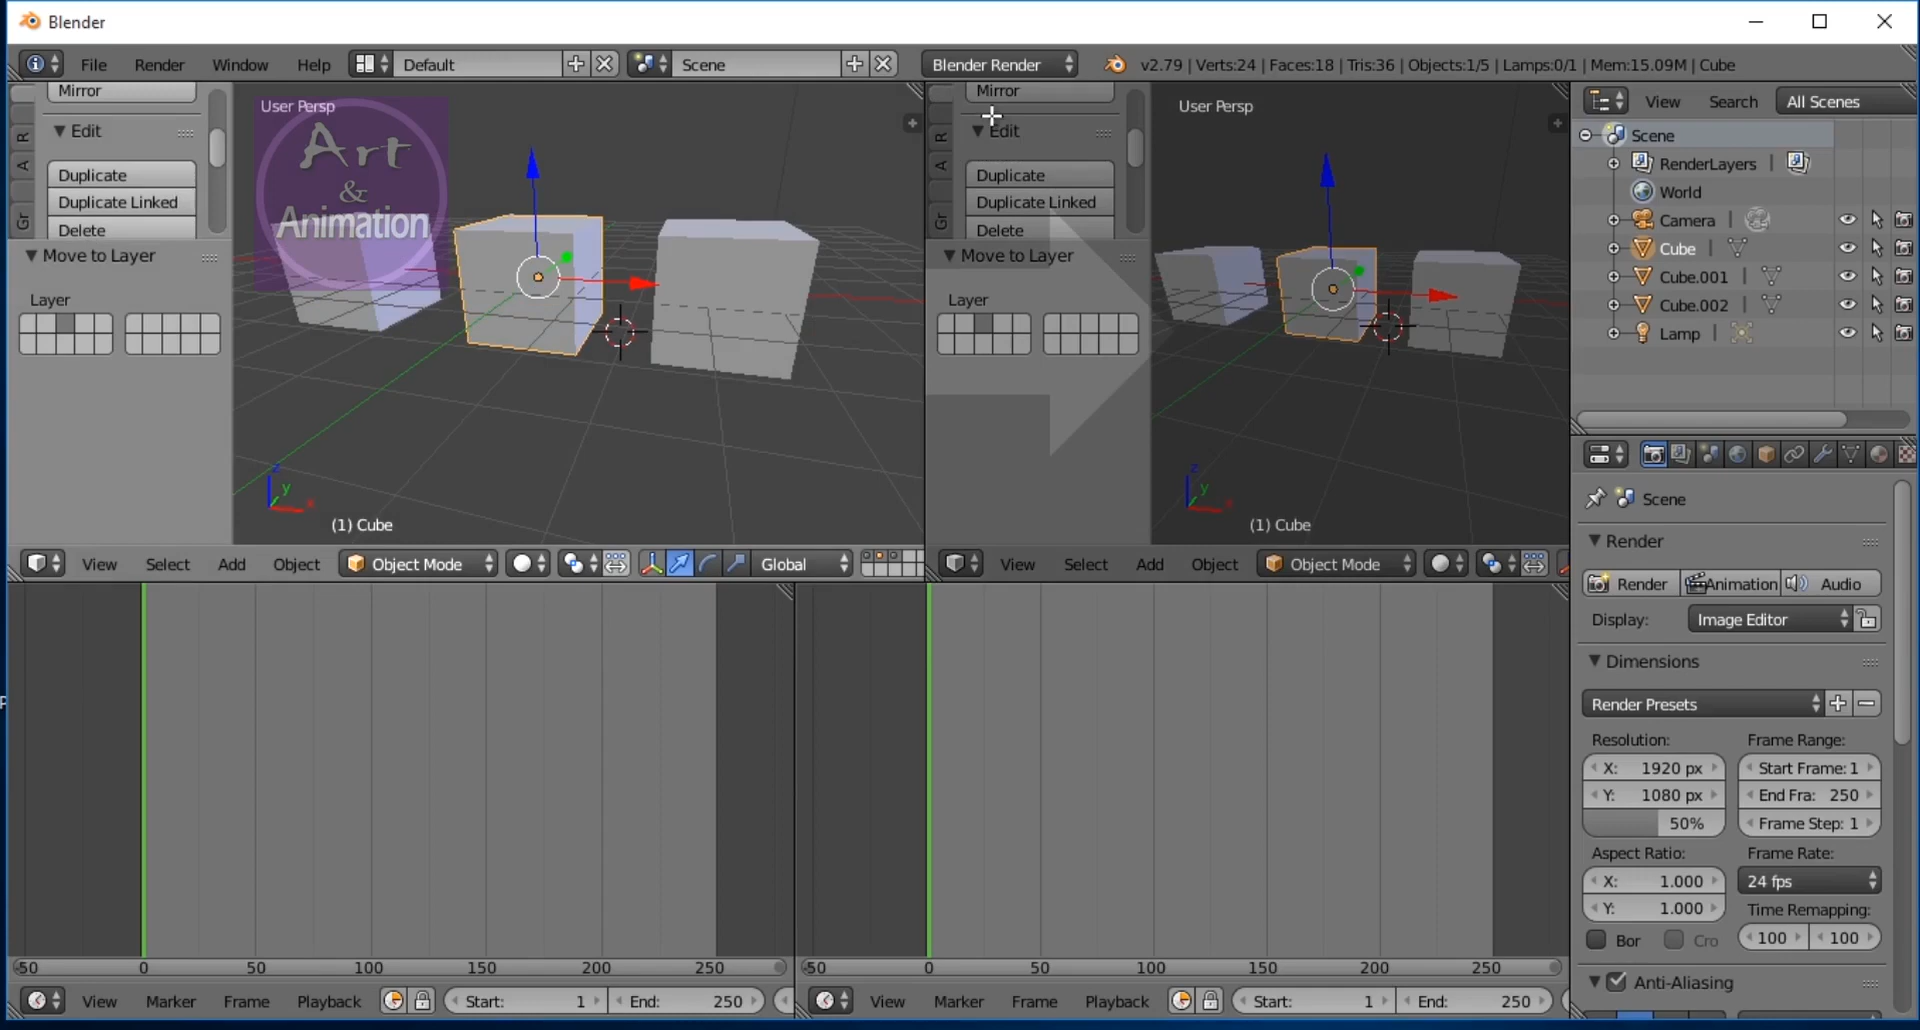 Blender
File Render Window Help Default Scene Blender Render v2.79 | Verts:24 | Faces:18 | Tris:36 | Objects:1/5 | Lamps:0/1 | Mem:15.09M | Cube
Mirror
Edit
Duplicate
Duplicate Linked
Delete
R
A
Gr
Move to Layer
Layer
User Persp
Art
&
Animation
z
y
x
(1) Cube
View Select Add Object Object Mode Global
Mirror
Edit
Duplicate
Duplicate Linked
Delete
R
A
Gr
Move to Layer
Layer
User Persp
z
y
x
(1) Cube
View Select Add Object Object Mode
View Search All Scenes
Scene
RenderLayers |
World
Camera |
Cube |
Cube.001 |
Cube.002 |
Lamp |
Scene
Render
Render Animation Audio
Display: Image Editor
Dimensions
Render Presets
Resolution: Frame Range:
X: 1920 px Start Frame: 1
Y: 1080 px End Fra: 250
50% Frame Step: 1
Aspect Ratio: Frame Rate:
X: 1.000 24 fps
Y: 1.000 Time Remapping:
Bor Cro 100 100
Anti-Aliasing
-50 0 50 100 150 200 250
View Marker Frame Playback Start: 1 End: 250
-50 0 50 100 150 200 250
View Marker Frame Playback Start: 1 End: 250